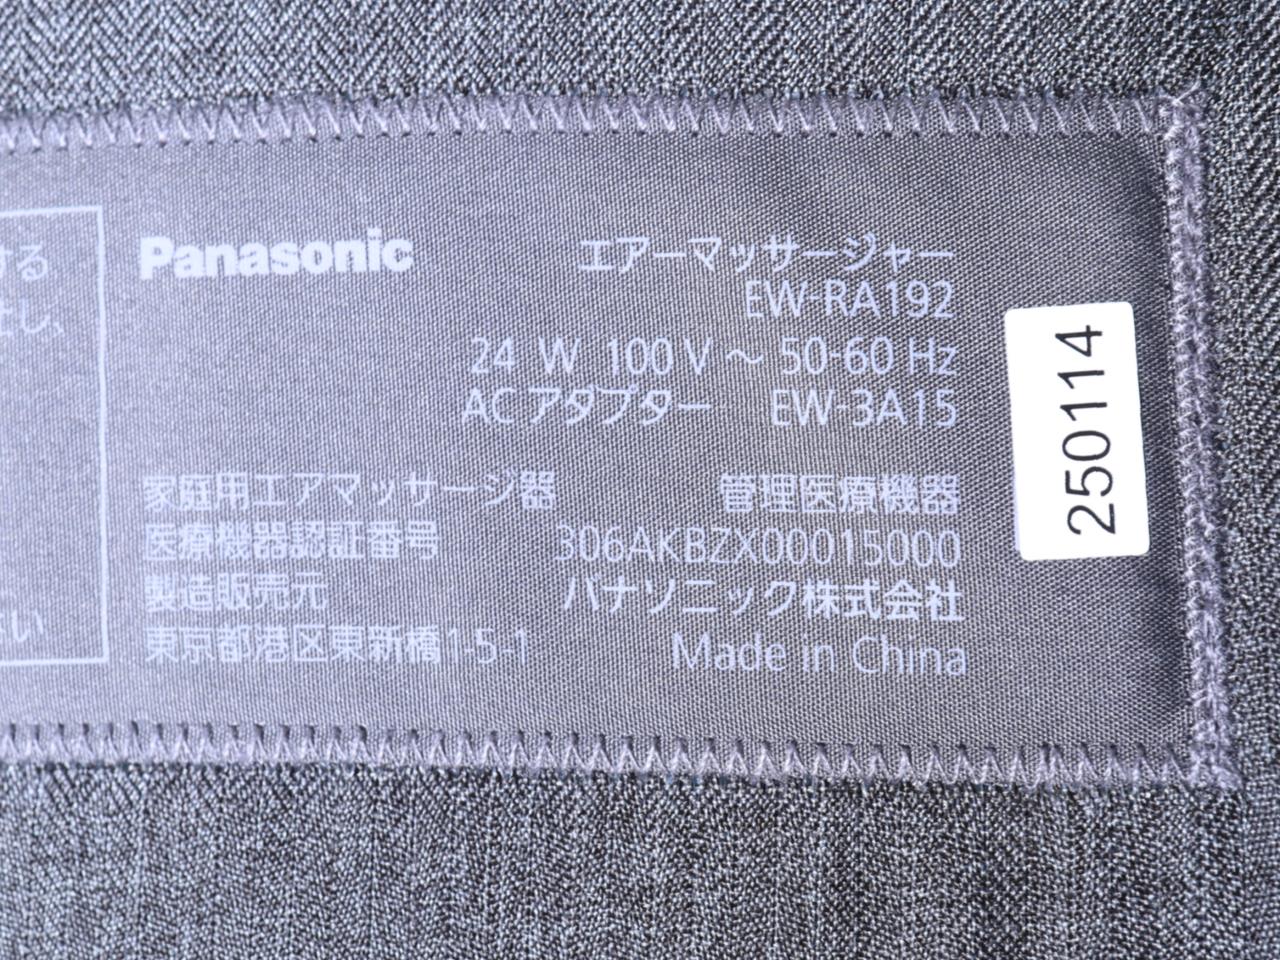 Panasonic エアーマッサージャー
EW-RA192
24 W 100 V ～ 50-60 Hz
ACアダプター EW-3A15
家庭用エアマッサージ器 管理医療機器
医療機器認証番号 306AKBZX00015000
製造販売元 パナソニック株式会社
東京都港区東新橋1-5-1 Made in China
250114
する
し、
い